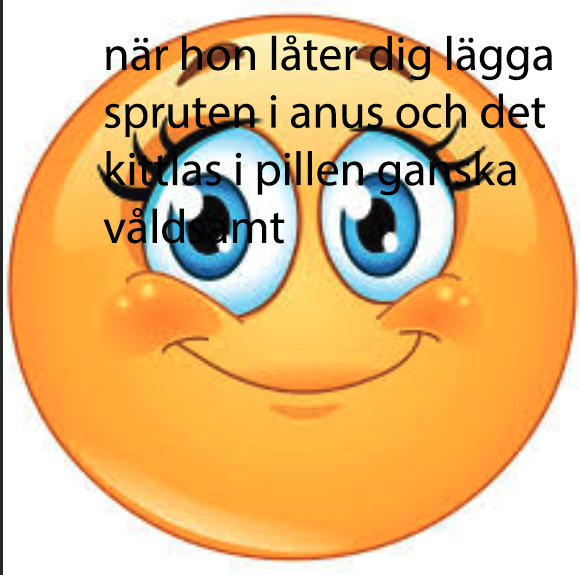 när hon låter dig lägga
spruten i anus och det
kittlas i pillen ganska
våldsamt